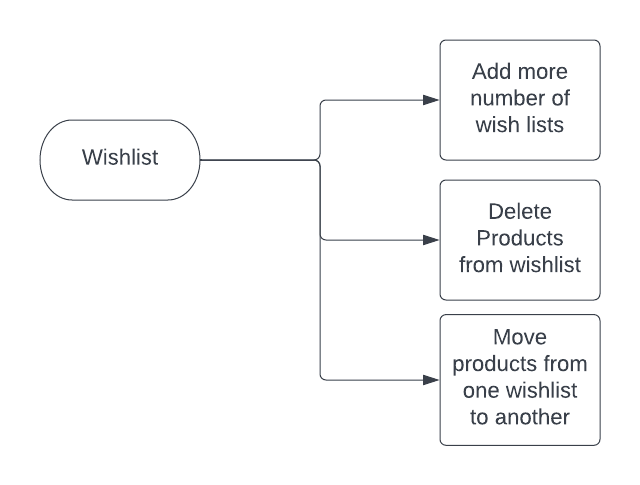 Wishlist
Add more
number of
wish lists
Delete
Products
from wishlist
Move
products from
one wishlist
to another